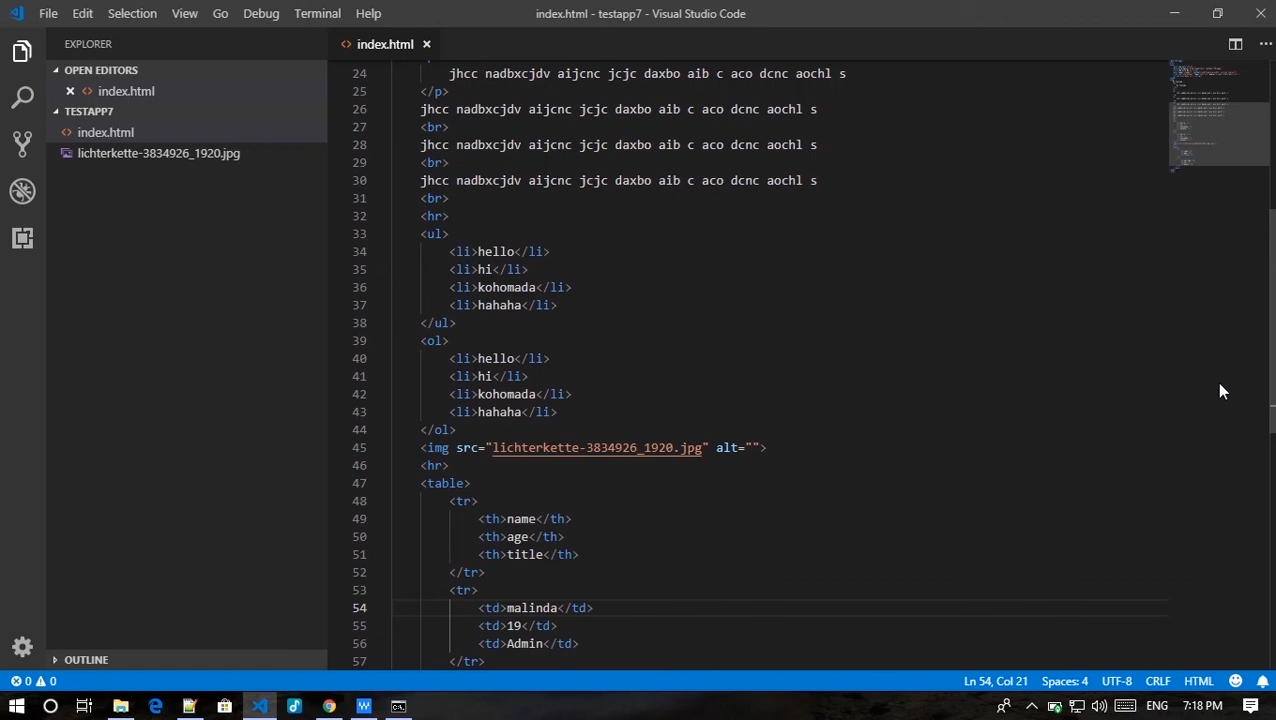 File Edit Selection View Go Debug Terminal Help index.html - testapp7 - Visual Studio Code
EXPLORER
OPEN EDITORS
index.html
TESTAPP7
index.html
lichterkette-3834926_1920.jpg
OUTLINE
index.html
24 jhcc nadbxcjdv aijcnc jcjc daxbo aib c aco dcnc aochl s
25 </p>
26 jhcc nadbxcjdv aijcnc jcjc daxbo aib c aco dcnc aochl s
27 <br>
28 jhcc nadbxcjdv aijcnc jcjc daxbo aib c aco dcnc aochl s
29 <br>
30 jhcc nadbxcjdv aijcnc jcjc daxbo aib c aco dcnc aochl s
31 <br>
32 <hr>
33 <ul>
34 <li>hello</li>
35 <li>hi</li>
36 <li>kohomada</li>
37 <li>hahaha</li>
38 </ul>
39 <ol>
40 <li>hello</li>
41 <li>hi</li>
42 <li>kohomada</li>
43 <li>hahaha</li>
44 </ol>
45 <img src="lichterkette-3834926_1920.jpg" alt="">
46 <hr>
47 <table>
48 <tr>
49 <th>name</th>
50 <th>age</th>
51 <th>title</th>
52 </tr>
53 <tr>
54 <td>malinda</td>
55 <td>19</td>
56 <td>Admin</td>
57 </tr>
0 0 Ln 54, Col 21 Spaces: 4 UTF-8 CRLF HTML
ENG 7:18 PM